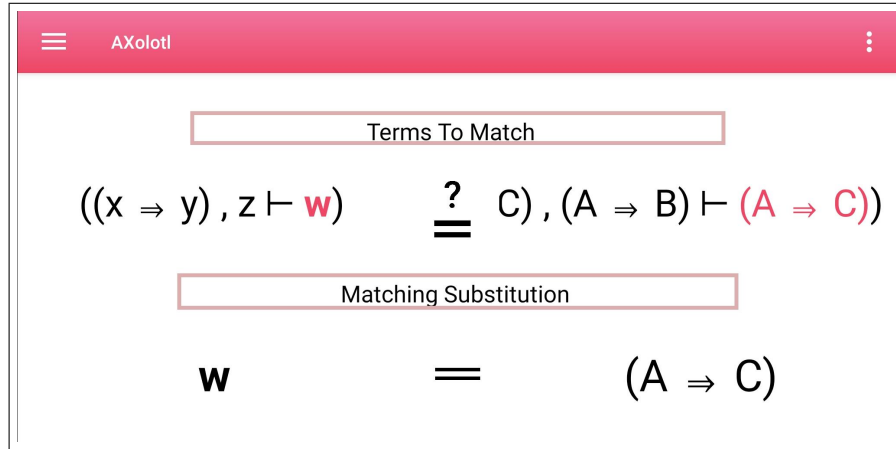 AXolotl
Terms To Match
((x ⇒ y) , z ⊢ w) ≟ C) , (A ⇒ B) ⊢ (A ⇒ C))
Matching Substitution
w = (A ⇒ C)